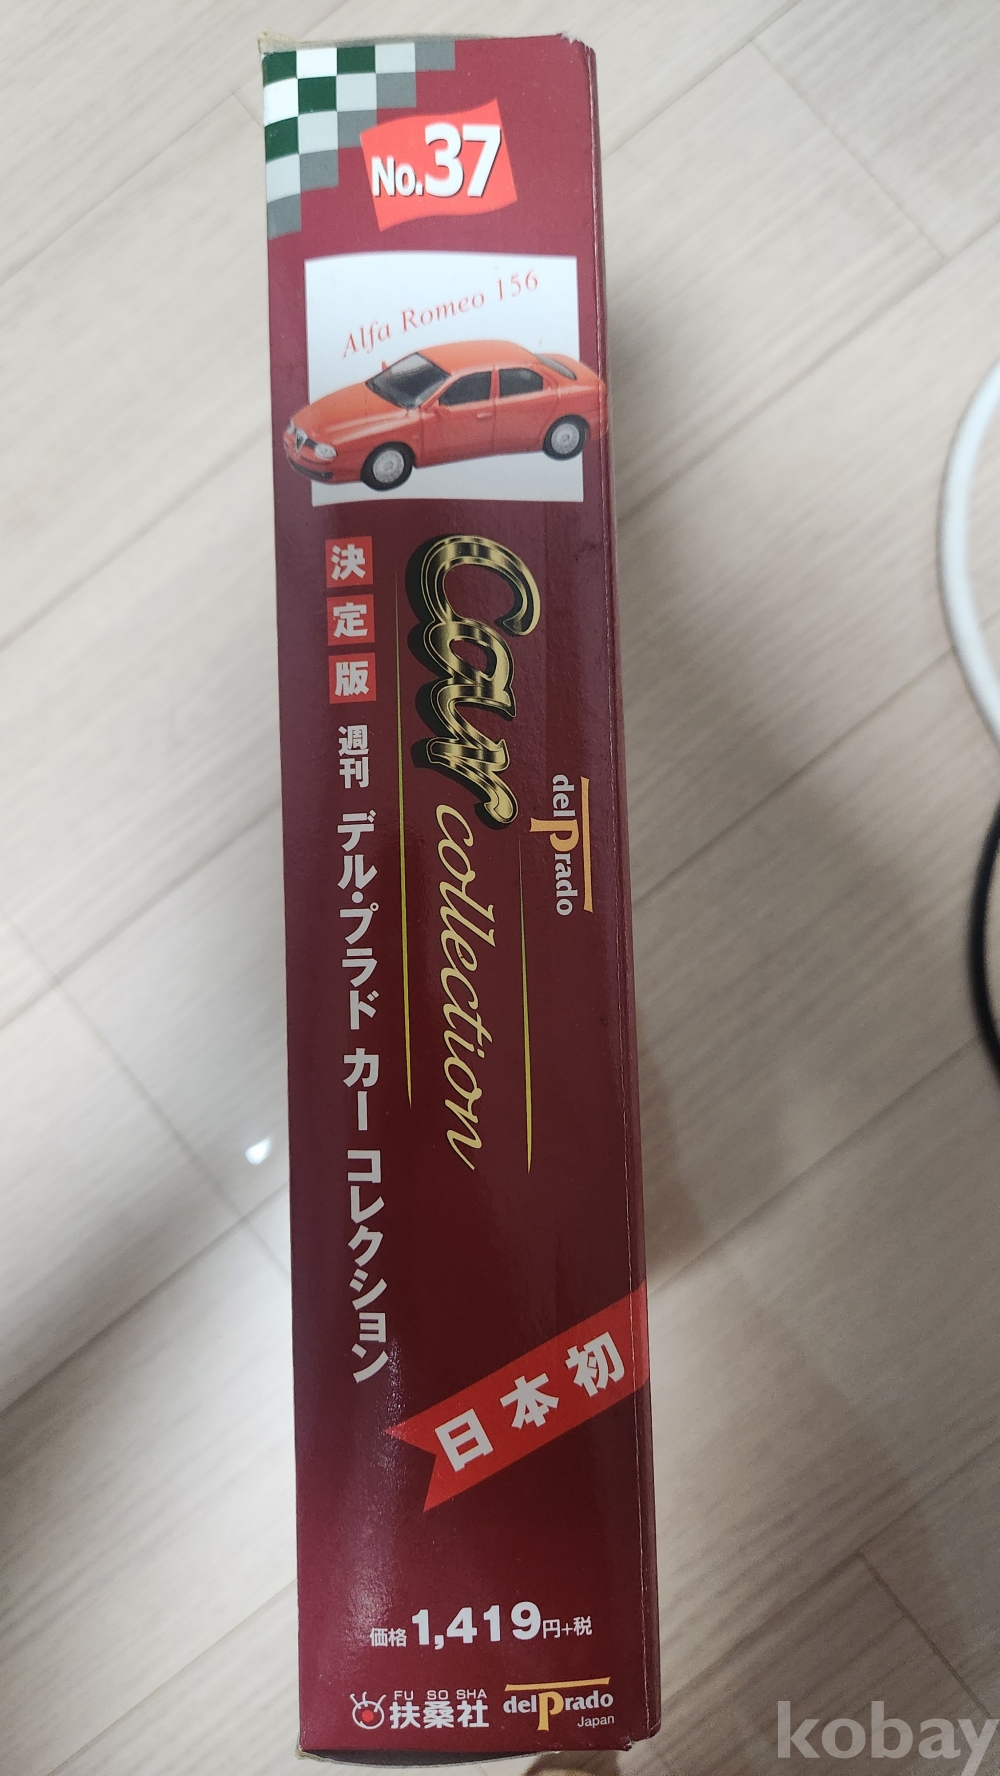 No.37
Alfa Romeo 156
決定版
週刊 デル・プラド カー コレクション
Car collection
del Prado
日本初
価格1,419円+税
FU SO SHA
扶桑社
del Prado
Japan
kobay